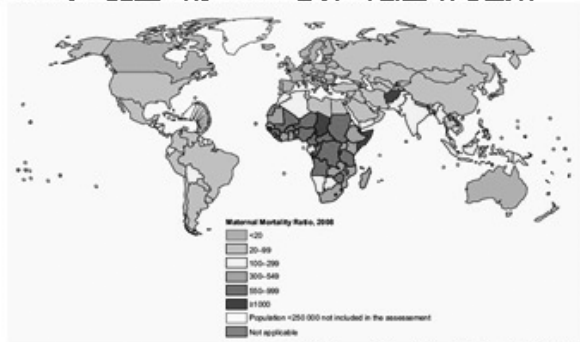 Maternal Mortality Ratio, 2008
<20
20–99
100–299
300–549
550–999
≥1000
Population <250 000 not included in the assessement
Not applicable